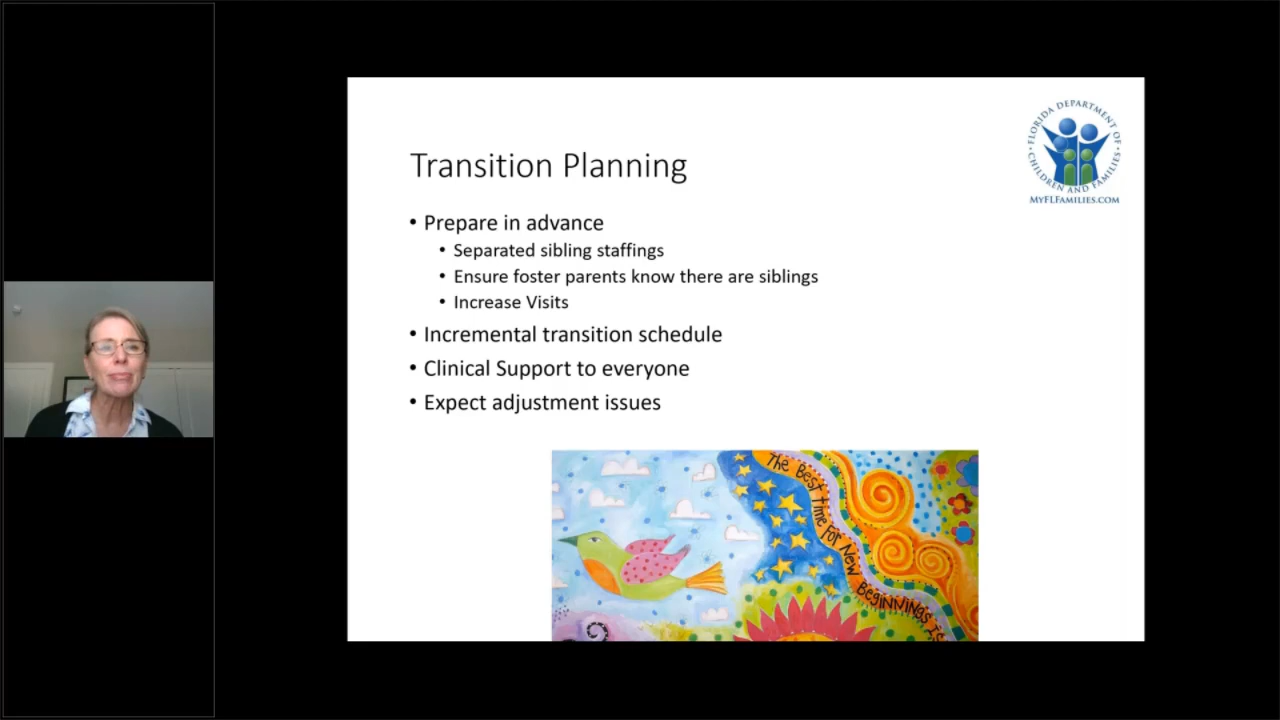 FLORIDA DEPARTMENT OF
CHILDREN AND FAMILIES
MYFLFAMILIES.COM
Transition Planning
• Prepare in advance
• Separated sibling staffings
• Ensure foster parents know there are siblings
• Increase Visits
• Incremental transition schedule
• Clinical Support to everyone
• Expect adjustment issues
The Best Time For New Beginnings is